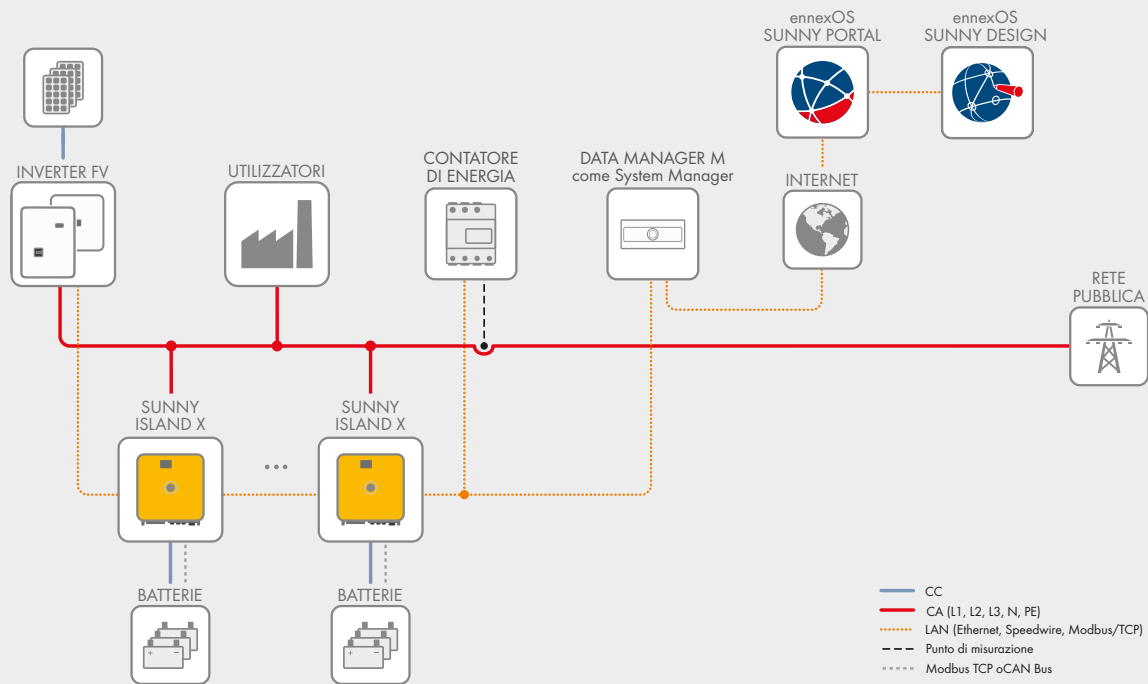 ennexOS
SUNNY PORTAL
ennexOS
SUNNY DESIGN
INVERTER FV
UTILIZZATORI
CONTATORE
DI ENERGIA
DATA MANAGER M
come System Manager
INTERNET
RETE
PUBBLICA
SUNNY
ISLAND X
...
SUNNY
ISLAND X
BATTERIE
BATTERIE
CC
CA (L1, L2, L3, N, PE)
LAN (Ethernet, Speedwire, Modbus/TCP)
Punto di misurazione
Modbus TCP oCAN Bus